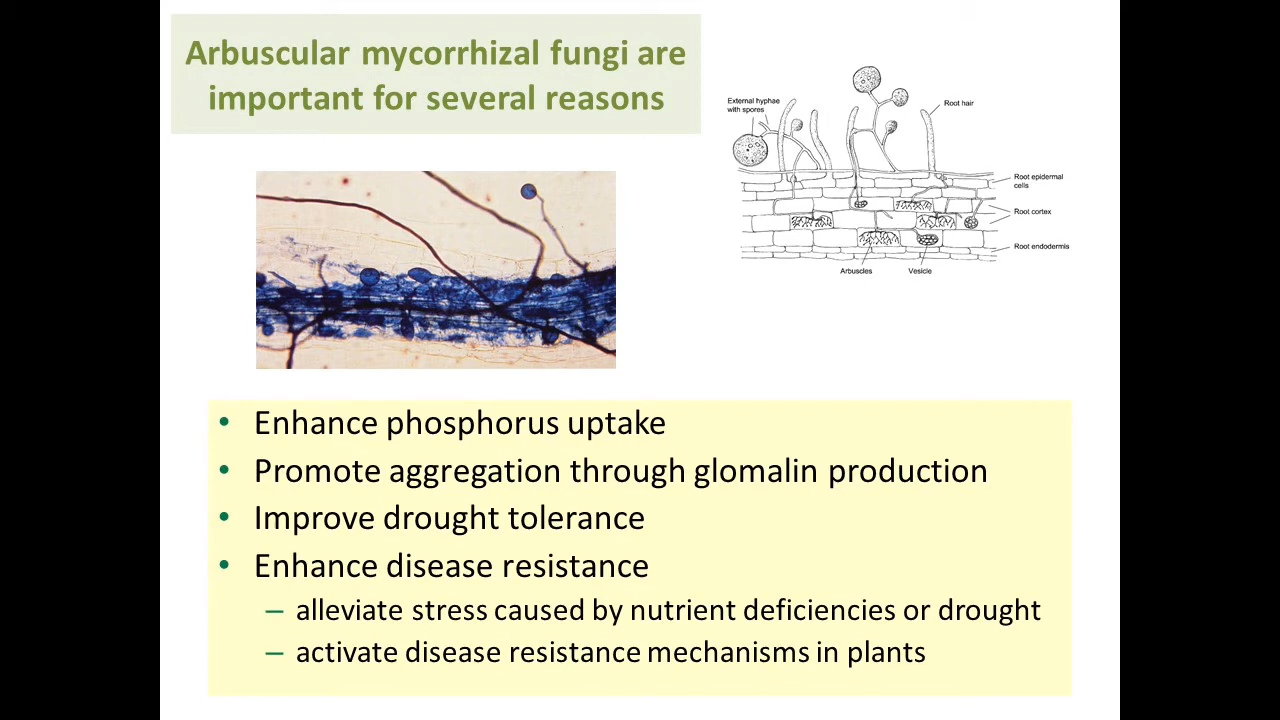 Arbuscular mycorrhizal fungi are
important for several reasons
External hyphae
with spores
Root hair
Root epidermal
cells
Root cortex
Root endodermis
Arbuscles
Vesicle
• Enhance phosphorus uptake
• Promote aggregation through glomalin production
• Improve drought tolerance
• Enhance disease resistance
– alleviate stress caused by nutrient deficiencies or drought
– activate disease resistance mechanisms in plants